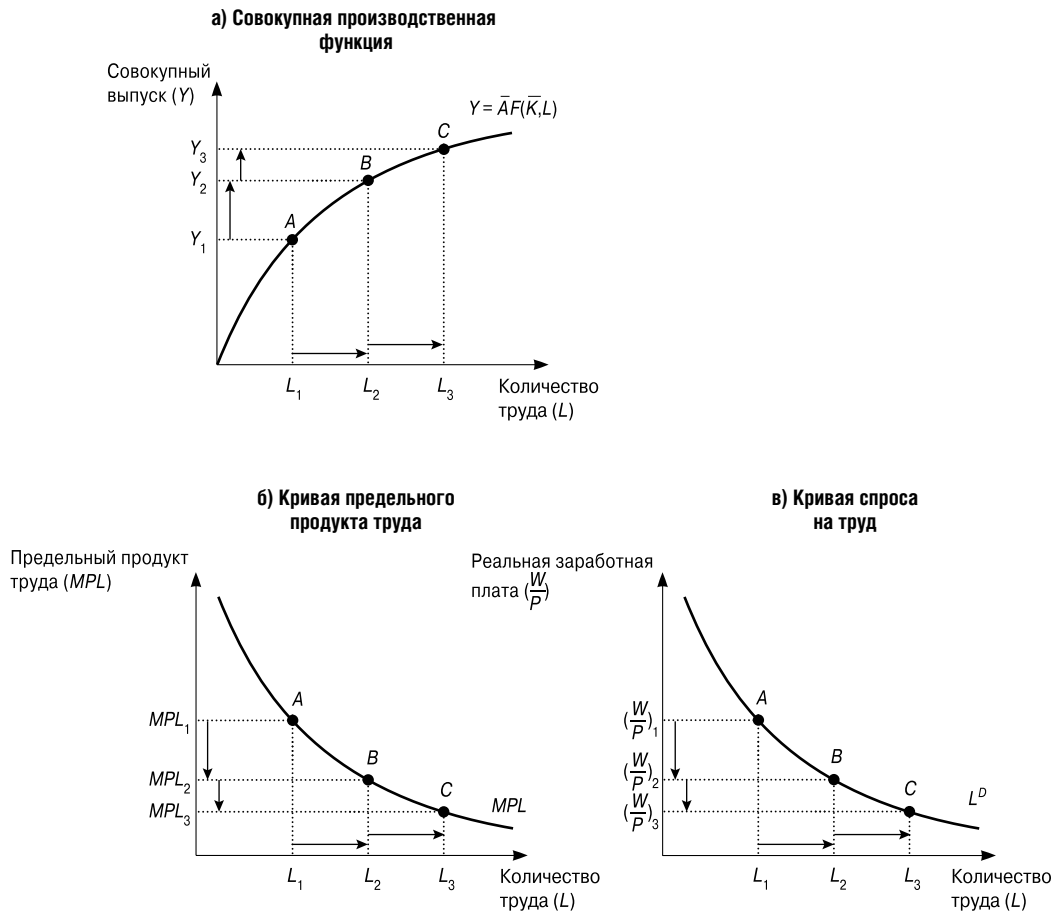 а) Совокупная производственная
функция
Совокупный
выпуск (Y)
Y = A̅F(K̅,L)
C
Y₃
B
Y₂
A
Y₁
L₁ L₂ L₃ Количество
труда (L)
б) Кривая предельного
продукта труда
Предельный продукт
труда (MPL)
A
MPL₁
B
MPL₂
C
MPL₃
MPL
L₁ L₂ L₃ Количество
труда (L)
в) Кривая спроса
на труд
Реальная заработная
плата (W/P)
A
(W/P)₁
B
(W/P)₂
C
(W/P)₃
Lᴰ
L₁ L₂ L₃ Количество
труда (L)